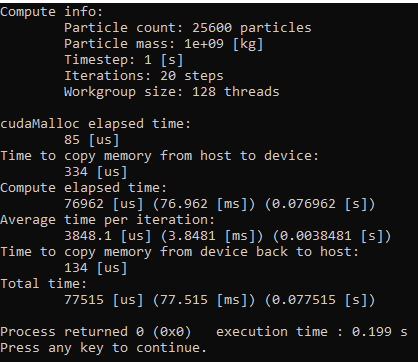 Compute info:
Particle count: 25600 particles
Particle mass: 1e+09 [kg]
Timestep: 1 [s]
Iterations: 20 steps
Workgroup size: 128 threads
cudaMalloc elapsed time:
85 [us]
Time to copy memory from host to device:
334 [us]
Compute elapsed time:
76962 [us] (76.962 [ms]) (0.076962 [s])
Average time per iteration:
3848.1 [us] (3.8481 [ms]) (0.0038481 [s])
Time to copy memory from device back to host:
134 [us]
Total time:
77515 [us] (77.515 [ms]) (0.077515 [s])
Process returned 0 (0x0)   execution time : 0.199 s
Press any key to continue.